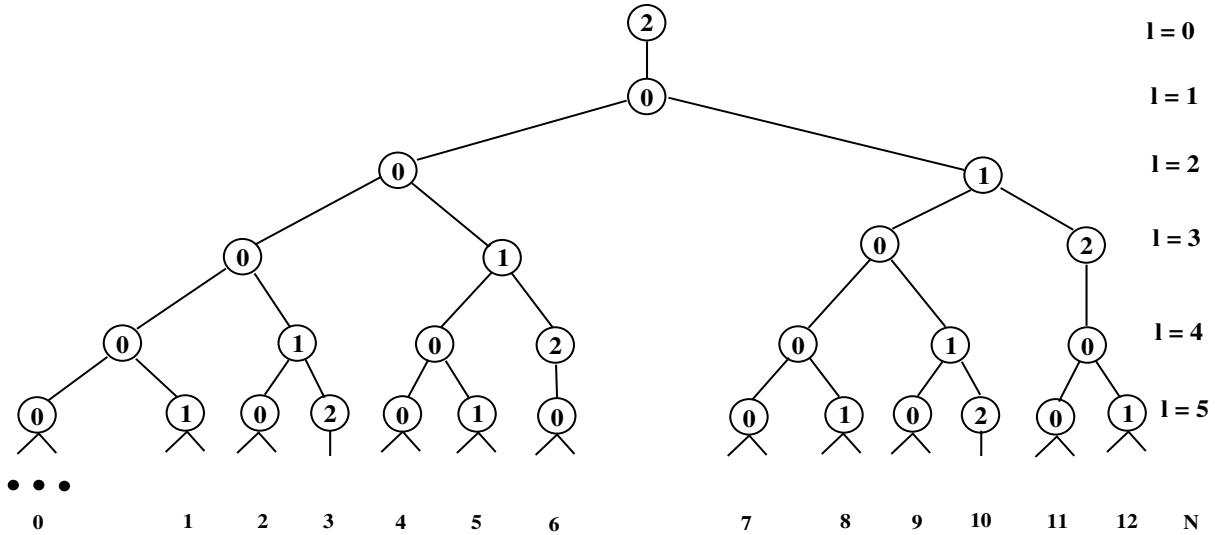 2 l = 0
0 l = 1
0 1 l = 2
0 1 0 2 l = 3
0 1 0 2 0 1 0 l = 4
0 1 0 2 0 1 0 0 1 0 2 0 1 l = 5
0 1 2 3 4 5 6 7 8 9 10 11 12 N